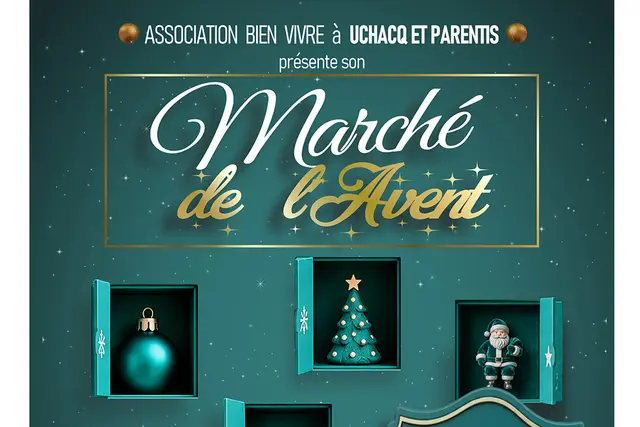 ASSOCIATION BIEN VIVRE à UCHACQ ET PARENTIS
présente son
Marché
de l'Avent